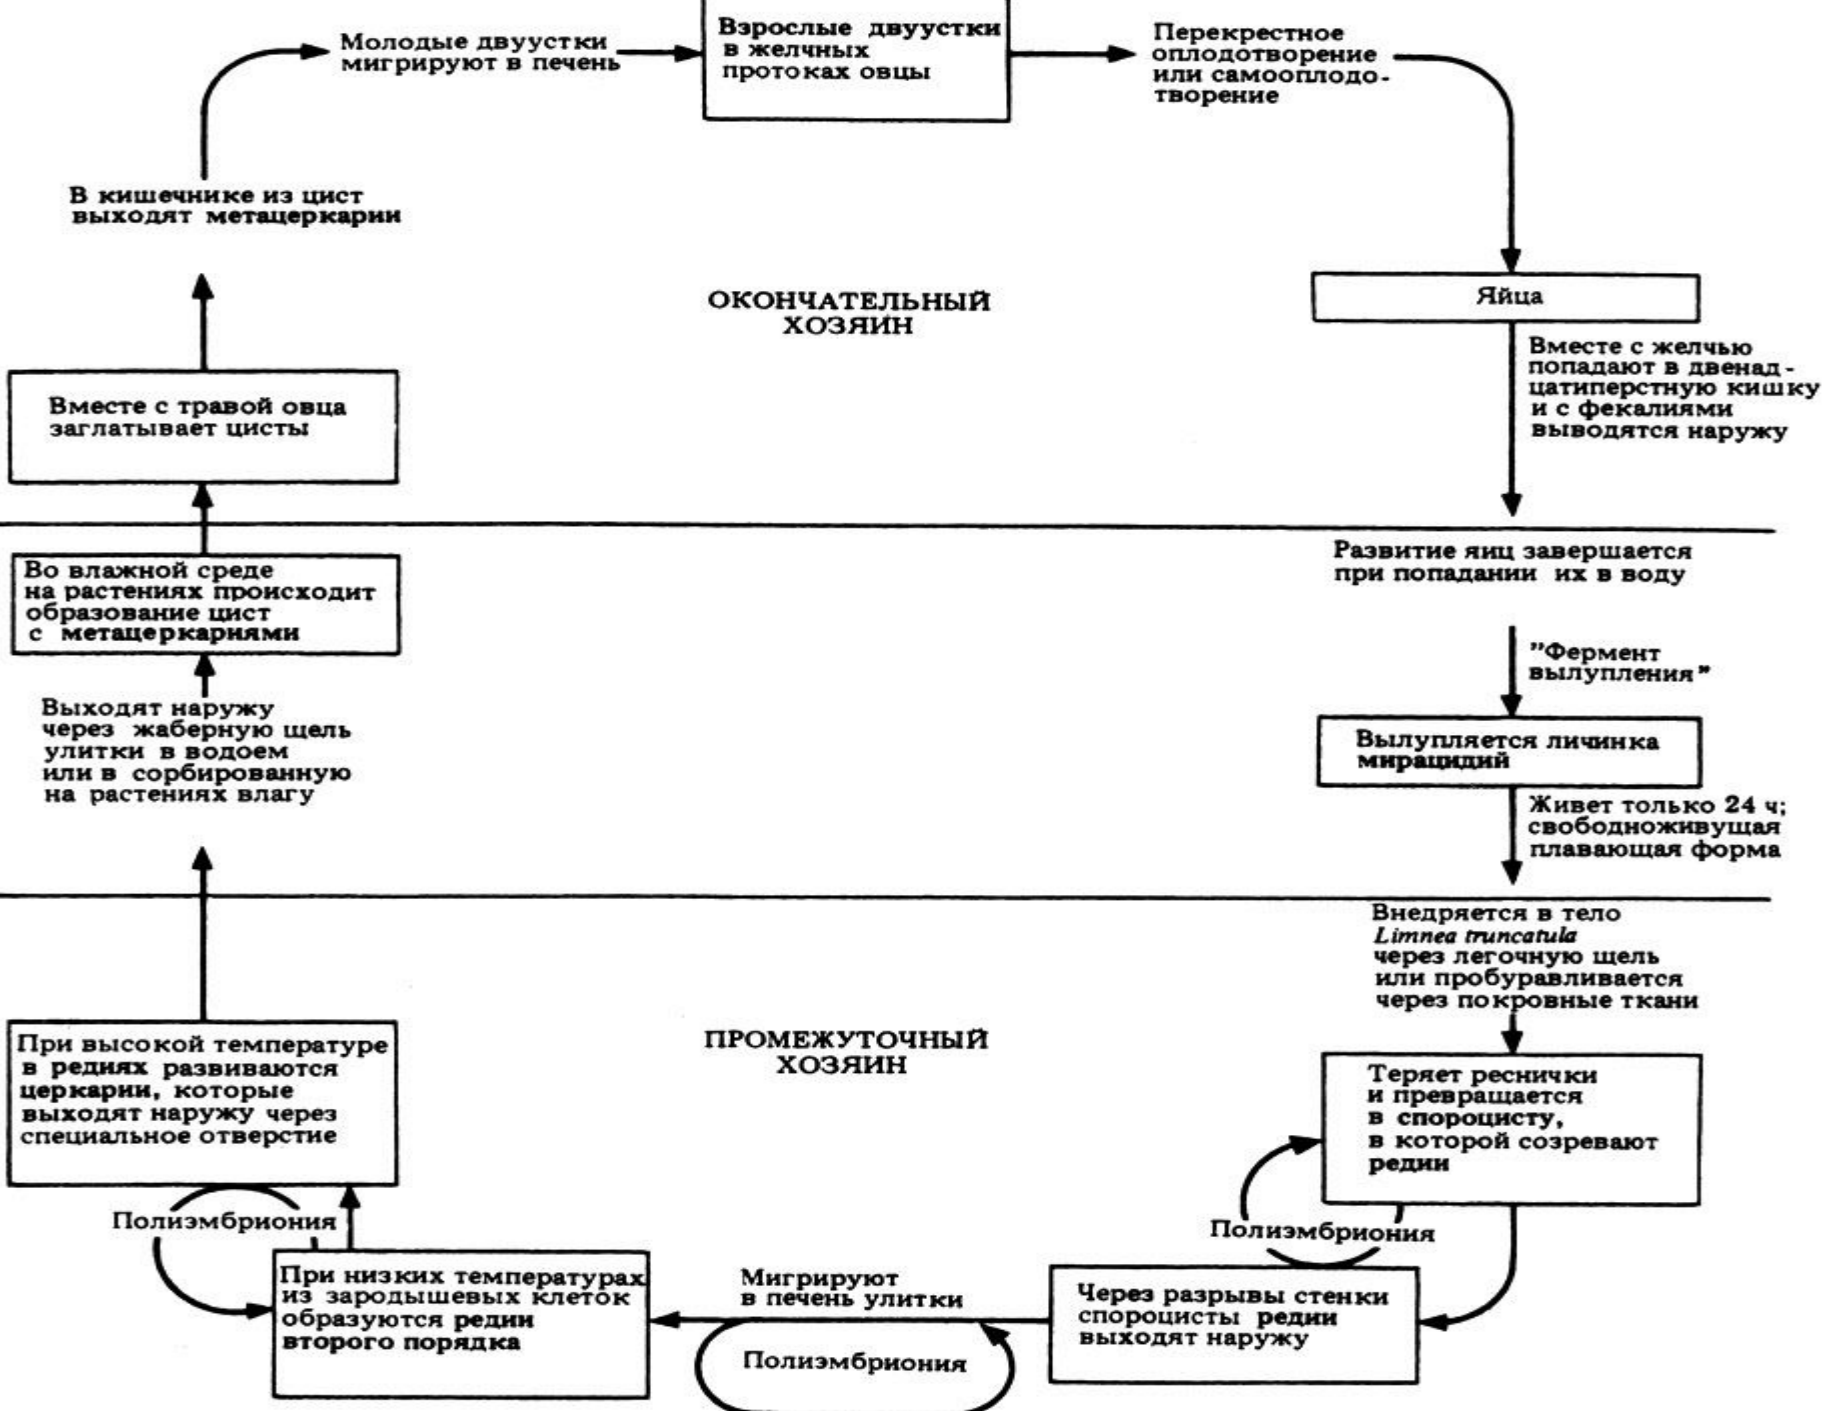 Молодые двуустки
мигрируют в печень
Взрослые двуустки
в желчных
протоках овцы
Перекрестное
оплодотворение
или самооплодо-
творение
В кишечнике из цист
выходят метацеркарии
ОКОНЧАТЕЛЬНЫЙ
ХОЗЯИН
Яйца
Вместе с желчью
попадают в двенад-
цатиперстную кишку
и с фекалиями
выводятся наружу
Вместе с травой овца
заглатывает цисты
Во влажной среде
на растениях происходит
образование цист
с метацеркариями
Развитие яиц завершается
при попадании их в воду
"Фермент
вылупления"
Выходят наружу
через жаберную щель
улитки в водоем
или в сорбированную
на растениях влагу
Вылупляется личинка
мирацидий
Живет только 24 ч;
свободноживущая
плавающая форма
Внедряется в тело
Limnea truncatula
через легочную щель
или пробуравливается
через покровные ткани
ПРОМЕЖУТОЧНЫЙ
ХОЗЯИН
При высокой температуре
в редиях развиваются
церкарии, которые
выходят наружу через
специальное отверстие
Теряет реснички
и превращается
в спороцисту,
в которой созревают
редии
Полиэмбриония
Полиэмбриония
При низких температурах
из зародышевых клеток
образуются редии
второго порядка
Мигрируют
в печень улитки
Полиэмбриония
Через разрывы стенки
спороцисты редии
выходят наружу